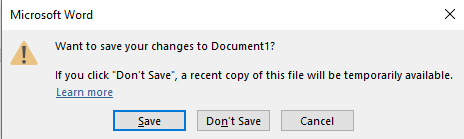 Microsoft Word
Want to save your changes to Document1?
If you click "Don't Save", a recent copy of this file will be temporarily available.
Learn more
Save Don't Save Cancel